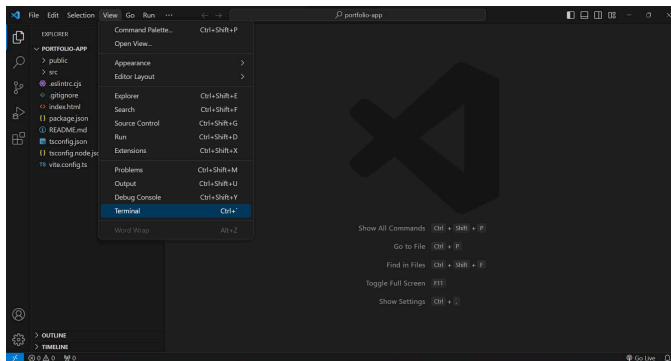 File Edit Selection View Go Run ··· ← → portfolio-app
EXPLORER
PORTFOLIO-APP
> public
> src
.eslintrc.cjs
.gitignore
<> index.html
{} package.json
README.md
tsconfig.json
{} tsconfig.node.jsc
TS vite.config.ts
> OUTLINE
> TIMELINE
Command Palette... Ctrl+Shift+P
Open View...
Appearance >
Editor Layout >
Explorer Ctrl+Shift+E
Search Ctrl+Shift+F
Source Control Ctrl+Shift+G
Run Ctrl+Shift+D
Extensions Ctrl+Shift+X
Problems Ctrl+Shift+M
Output Ctrl+Shift+U
Debug Console Ctrl+Shift+Y
Terminal Ctrl+`
Word Wrap Alt+Z
Show All Commands Ctrl + Shift + P
Go to File Ctrl + P
Find in Files Ctrl + Shift + F
Toggle Full Screen F11
Show Settings Ctrl + ,
0 0 0 Go Live